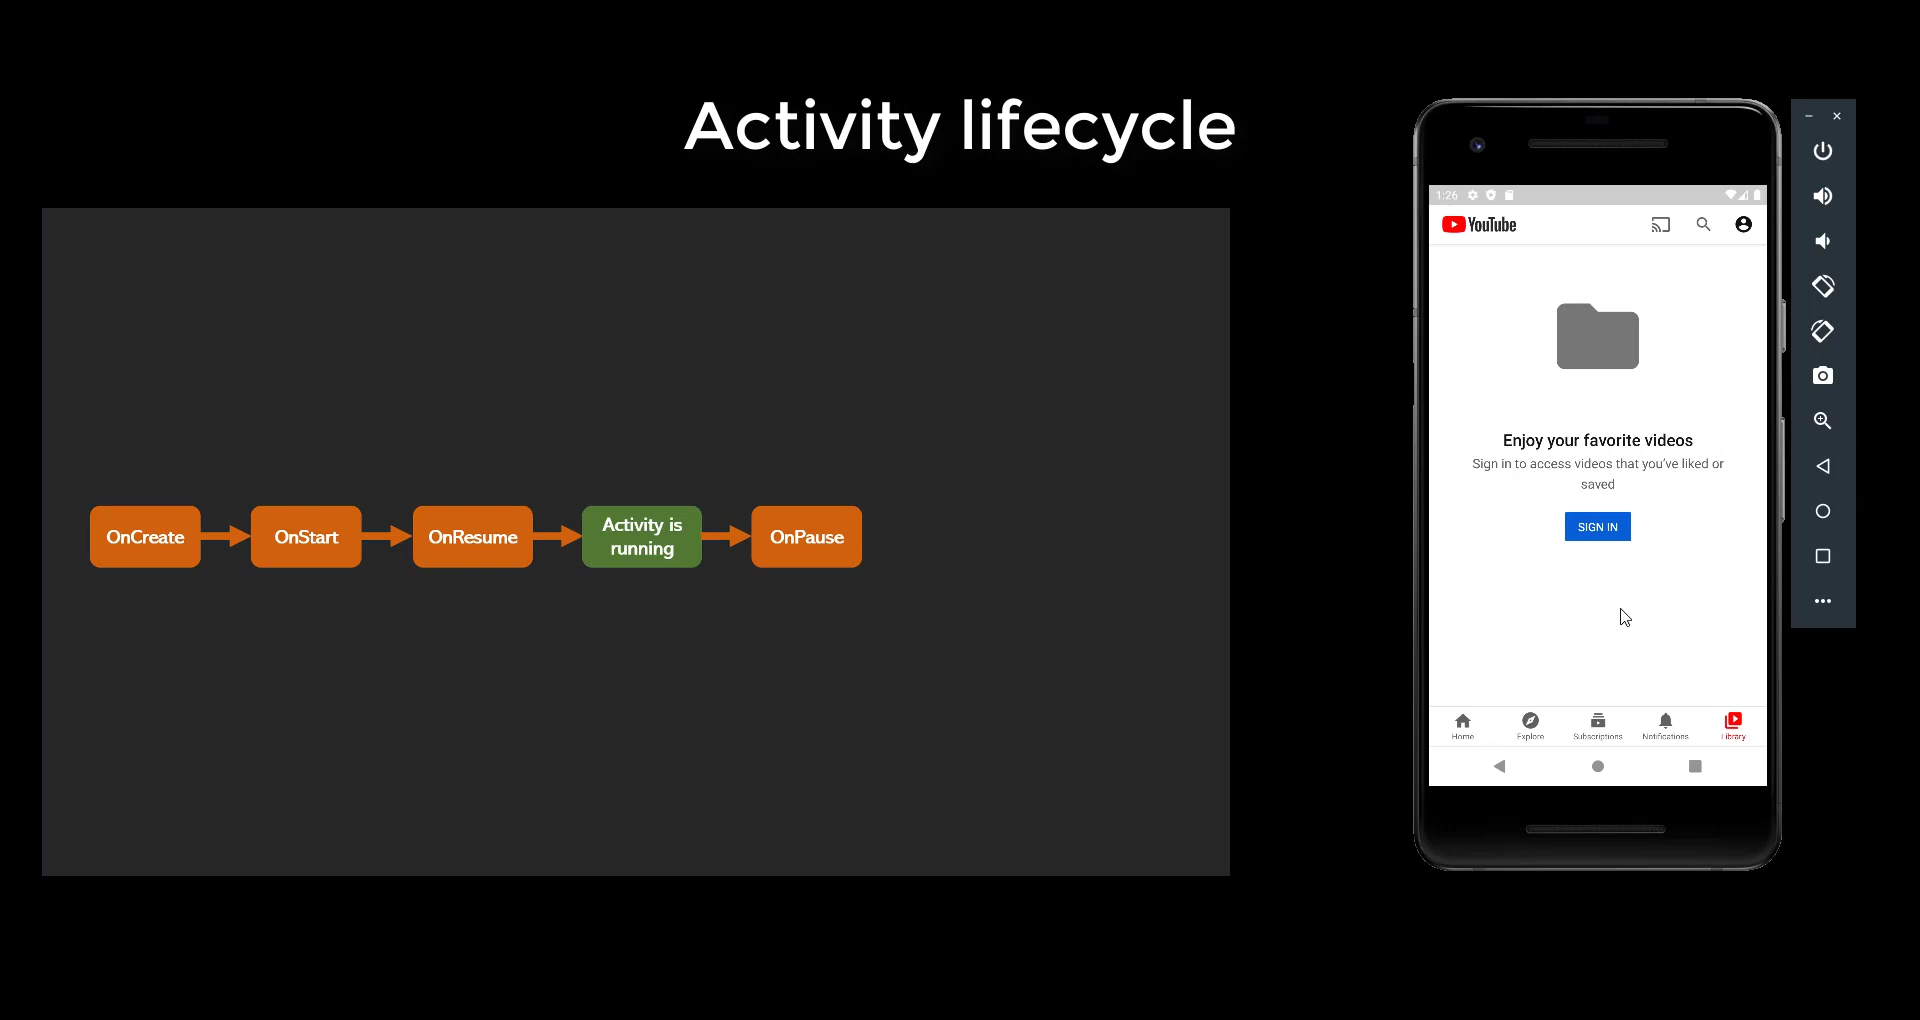 Activity lifecycle
OnCreate
OnStart
OnResume
Activity is
running
OnPause
1:26
YouTube
Enjoy your favorite videos
Sign in to access videos that you've liked or
saved
SIGN IN
Home
Explore
Subscriptions
Notifications
Library